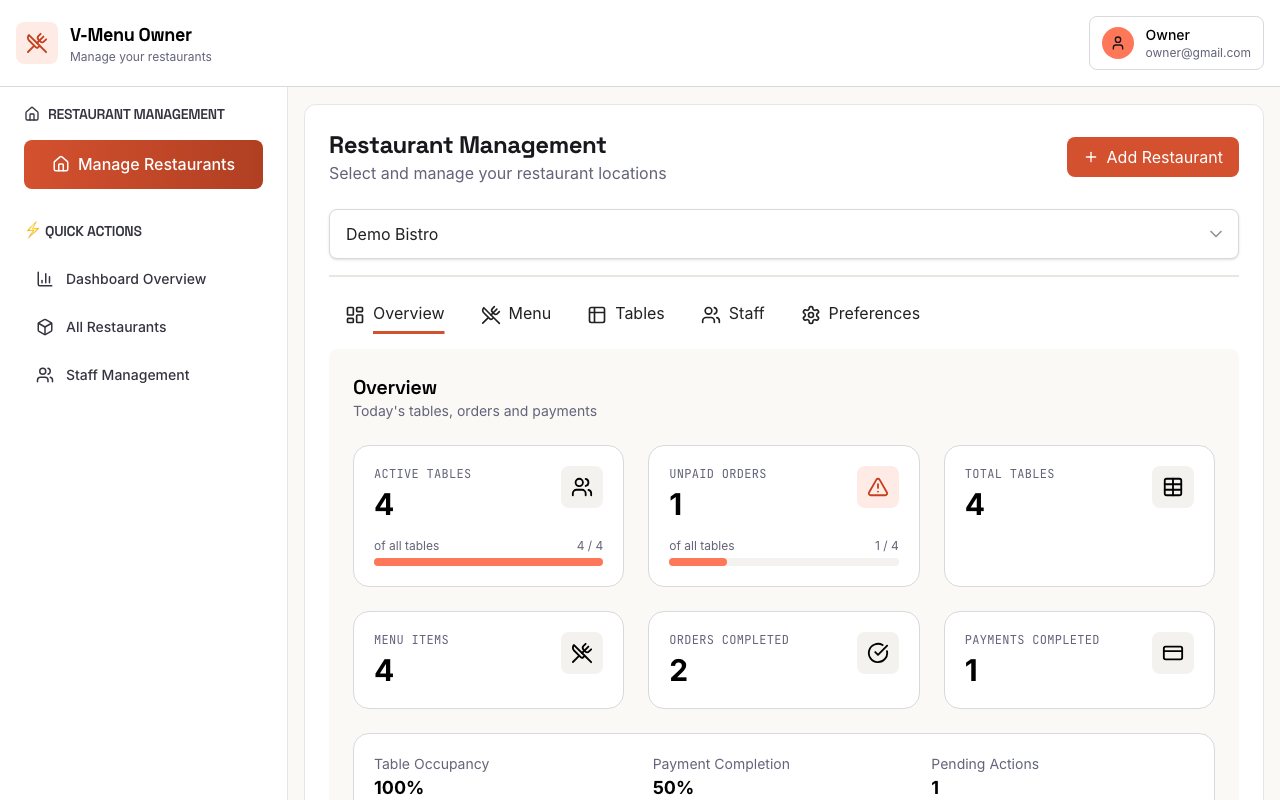 V-Menu Owner
Manage your restaurants
Owner
owner@gmail.com
RESTAURANT MANAGEMENT
Manage Restaurants
QUICK ACTIONS
Dashboard Overview
All Restaurants
Staff Management
Restaurant Management
Select and manage your restaurant locations
+ Add Restaurant
Demo Bistro
Overview Menu Tables Staff Preferences
Overview
Today's tables, orders and payments
ACTIVE TABLES
4
of all tables 4 / 4
UNPAID ORDERS
1
of all tables 1 / 4
TOTAL TABLES
4
MENU ITEMS
4
ORDERS COMPLETED
2
PAYMENTS COMPLETED
1
Table Occupancy
100%
Payment Completion
50%
Pending Actions
1